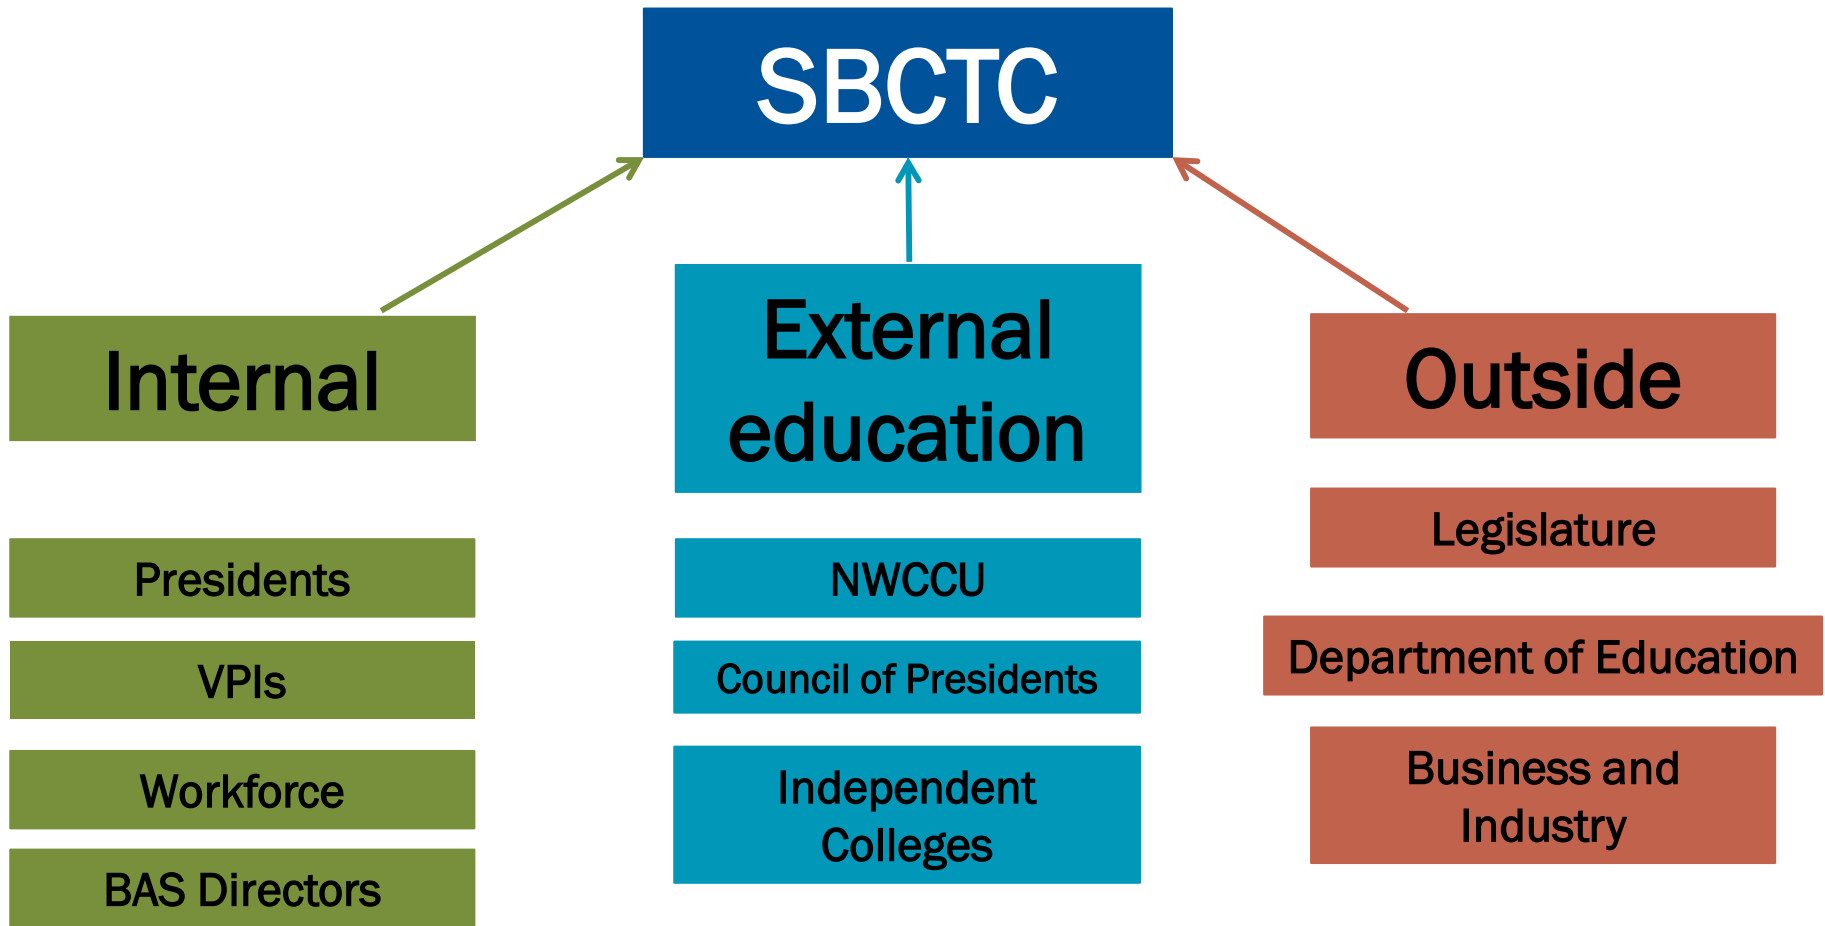 SBCTC
Internal
Presidents
VPIs
Workforce
BAS Directors
External
education
NWCCU
Council of Presidents
Independent
Colleges
Outside
Legislature
Department of Education
Business and
Industry